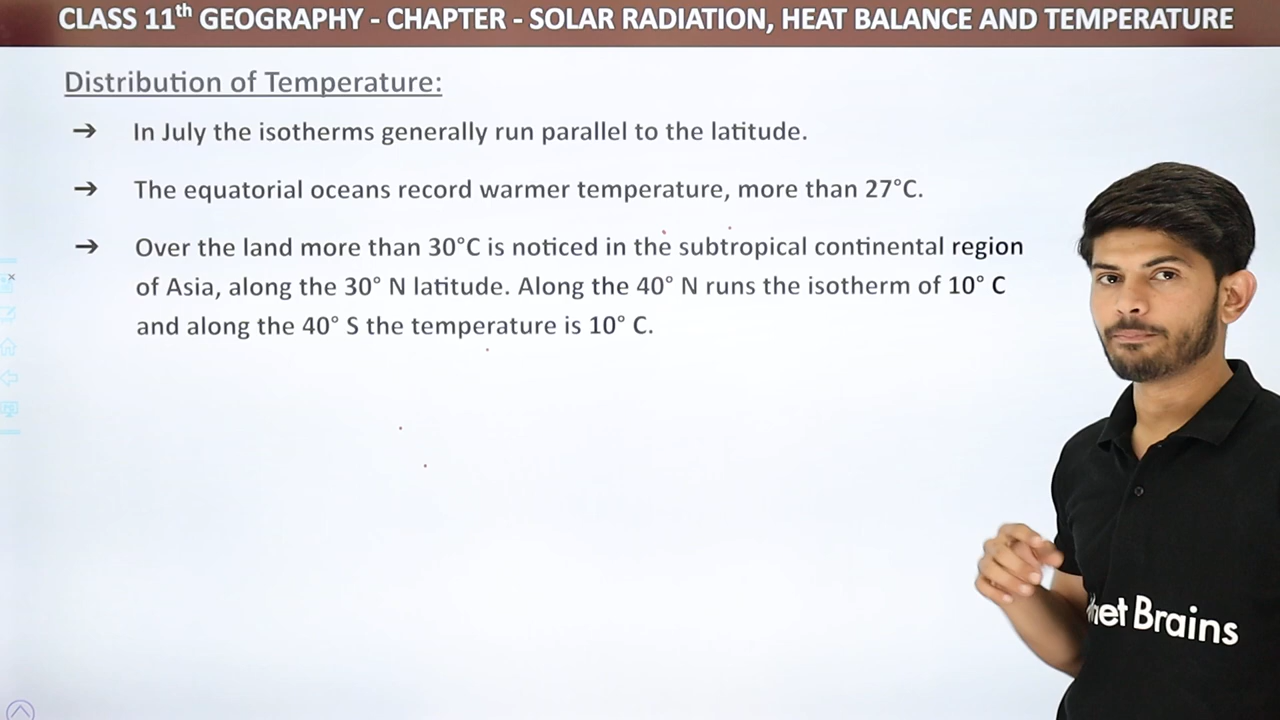 CLASS 11th GEOGRAPHY - CHAPTER - SOLAR RADIATION, HEAT BALANCE AND TEMPERATURE
Distribution of Temperature:
➔ In July the isotherms generally run parallel to the latitude.
➔ The equatorial oceans record warmer temperature, more than 27°C.
➔ Over the land more than 30°C is noticed in the subtropical continental region
of Asia, along the 30° N latitude. Along the 40° N runs the isotherm of 10° C
and along the 40° S the temperature is 10° C.
Brains